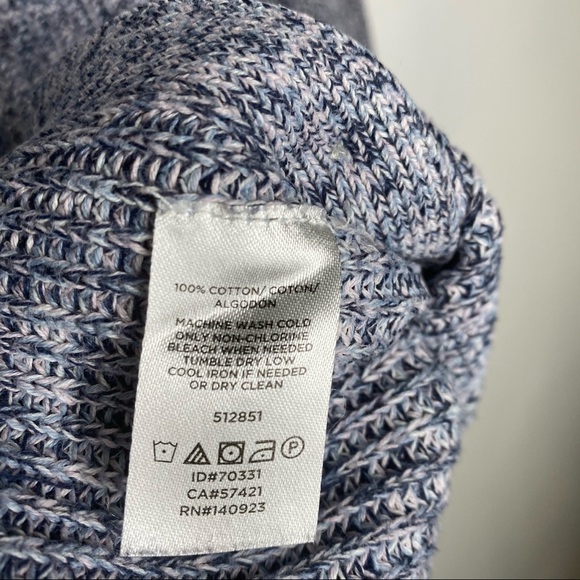 100% COTTON/ COTON/
ALGODON
MACHINE WASH COLD
ONLY NON-CHLORINE
BLEACH WHEN NEEDED
TUMBLE DRY LOW
COOL IRON IF NEEDED
OR DRY CLEAN
512851
P
ID#70331
CA#57421
RN#140923